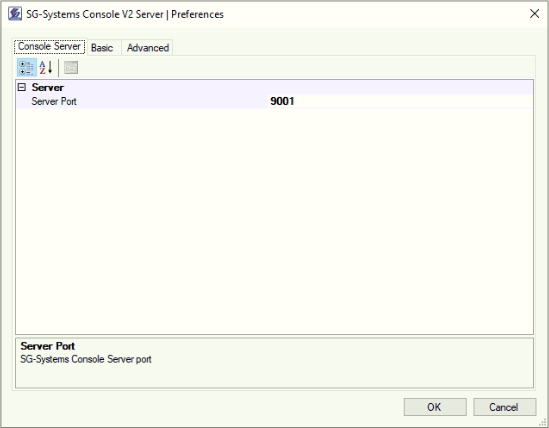 SG-Systems Console V2 Server | Preferences
Console Server
Basic
Advanced
A
Z
Server
Server Port
9001
Server Port
SG-Systems Console Server port
OK
Cancel